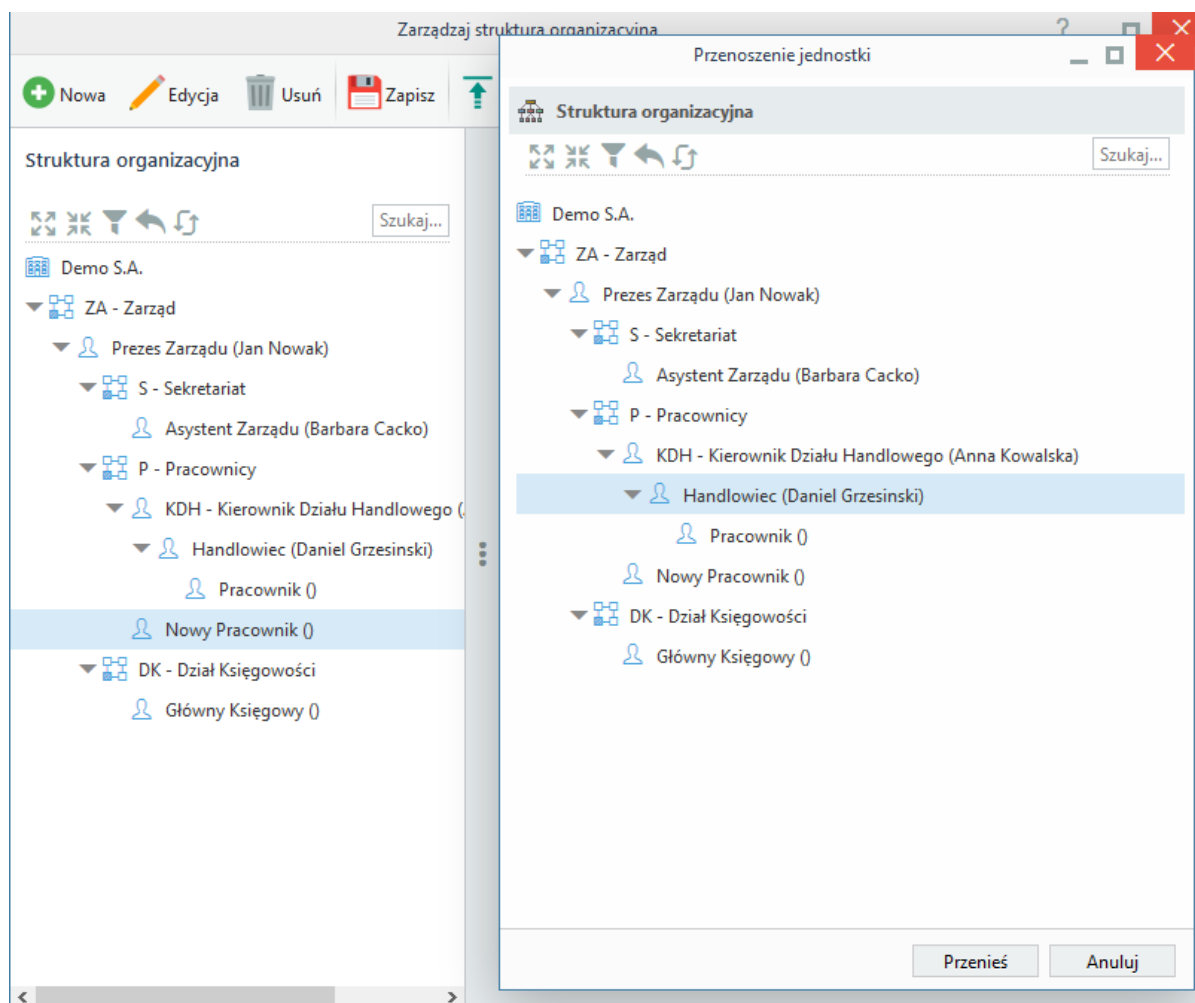 Zarządzaj struktura organizacyjna
?
Nowa
Edycja
Usuń
Zapisz
Struktura organizacyjna
Szukaj...
Demo S.A.
ZA - Zarząd
Prezes Zarządu (Jan Nowak)
S - Sekretariat
Asystent Zarządu (Barbara Cacko)
P - Pracownicy
KDH - Kierownik Działu Handlowego (
Handlowiec (Daniel Grzesinski)
Pracownik ()
Nowy Pracownik ()
DK - Dział Księgowości
Główny Księgowy ()
Przenoszenie jednostki
Struktura organizacyjna
Szukaj...
Demo S.A.
ZA - Zarząd
Prezes Zarządu (Jan Nowak)
S - Sekretariat
Asystent Zarządu (Barbara Cacko)
P - Pracownicy
KDH - Kierownik Działu Handlowego (Anna Kowalska)
Handlowiec (Daniel Grzesinski)
Pracownik ()
Nowy Pracownik ()
DK - Dział Księgowości
Główny Księgowy ()
Przenieś
Anuluj